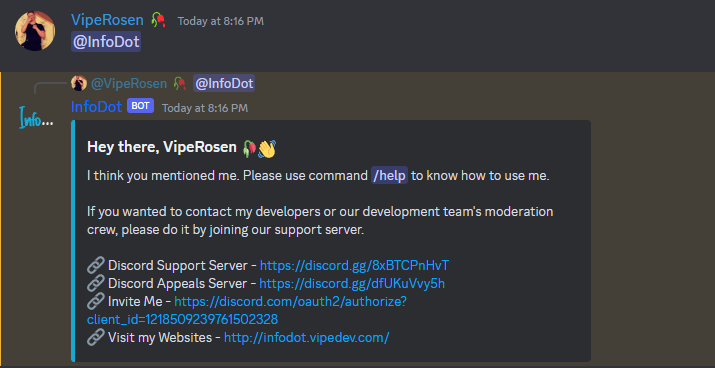 VipeRosen 🥀 Today at 8:16 PM
@InfoDot
@VipeRosen 🥀 @InfoDot
Info...
InfoDot BOT Today at 8:16 PM
Hey there, VipeRosen 🥀👋
I think you mentioned me. Please use command /help to know how to use me.
If you wanted to contact my developers or our development team's moderation
crew, please do it by joining our support server.
🔗 Discord Support Server - https://discord.gg/8xBTCPnHvT
🔗 Discord Appeals Server - https://discord.gg/dfUKuVvy5h
🔗 Invite Me - https://discord.com/oauth2/authorize?
client_id=1218509239761502328
🔗 Visit my Websites - http://infodot.vipedev.com/